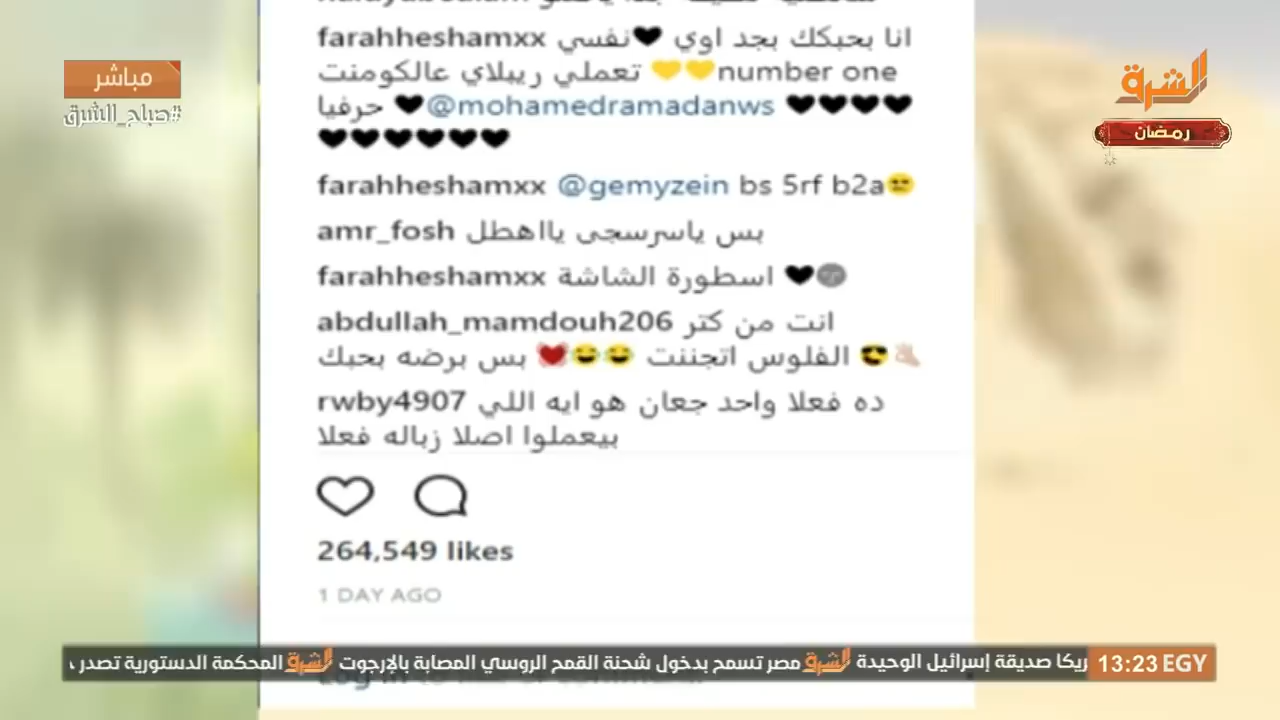 farahheshamxx انا بحبكك بجد اوي 🖤نفسي
تعملي ريبلاي عالكومنت 💛💛number one
حرفيا 🖤@mohamedramadanws 🖤🖤🖤🖤
🖤🖤🖤🖤🖤🖤
farahheshamxx @gemyzein bs 5rf b2a😒
amr_fosh بس ياسرسجى يااهطل
farahheshamxx اسطورة الشاشة 🖤🌚
abdullah_mamdouh206 انت من كتر
الفلوس اتجننت 😂😂💓 بس برضه بحبك 😎👌🏻
rwby4907 ده فعلا واحد جعان هو ايه اللي
بيعملوا اصلا زباله فعلا
264,549 likes
1 DAY AGO
مباشر
#صباح_الشرق
الشرق
رمضان
ريكا صديقة إسرائيل الوحيدة الشرق مصر تسمح بدخول شحنة القمح الروسي المصابة بالإرجوت الشرق المحكمة الدستورية تصدر
13:23 EGY